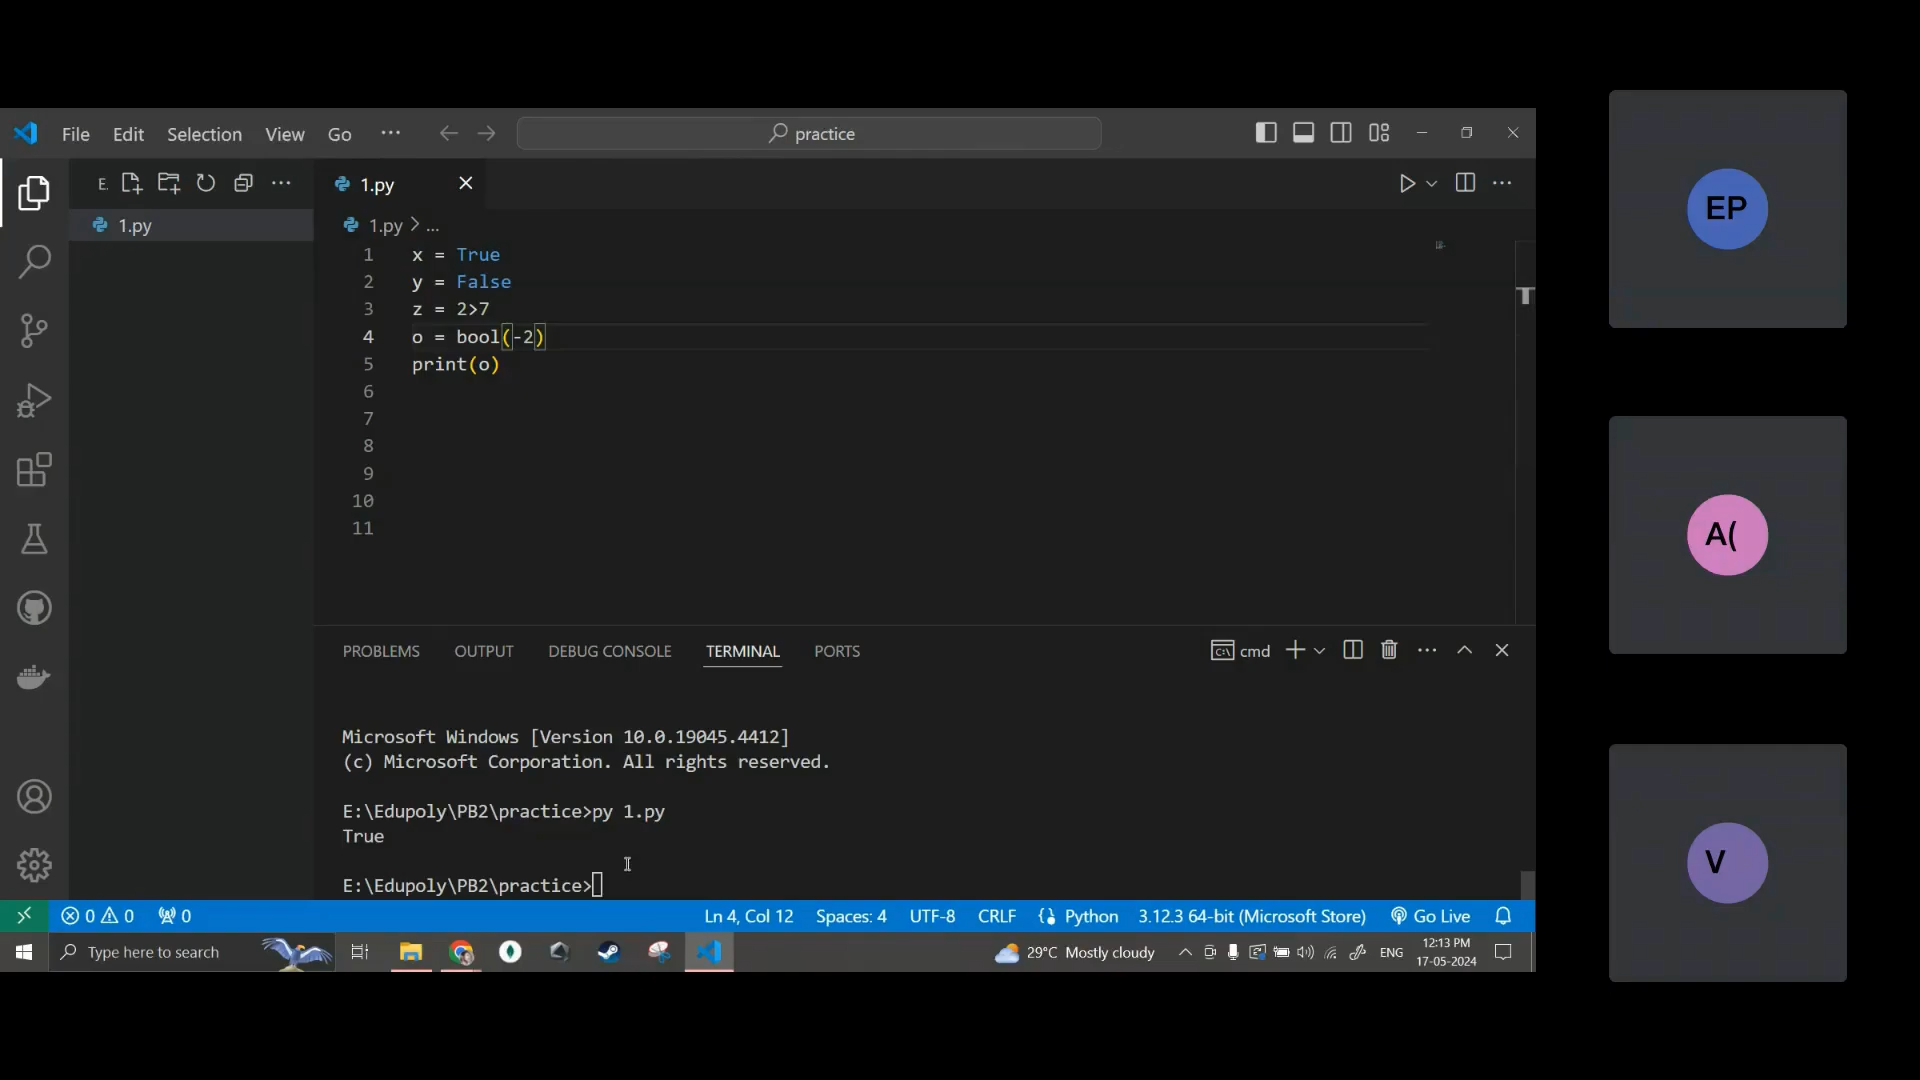 File Edit Selection View Go ··· practice
E. ···
1.py
1.py
1.py > ...
1 x = True
2 y = False
3 z = 2>7
4 o = bool(-2)
5 print(o)
6
7
8
9
10
11
PROBLEMS OUTPUT DEBUG CONSOLE TERMINAL PORTS cmd
Microsoft Windows [Version 10.0.19045.4412]
(c) Microsoft Corporation. All rights reserved.
E:\Edupoly\PB2\practice>py 1.py
True
E:\Edupoly\PB2\practice>
0 0 0 Ln 4, Col 12 Spaces: 4 UTF-8 CRLF Python 3.12.3 64-bit (Microsoft Store) Go Live
Type here to search 29°C Mostly cloudy ENG 12:13 PM
17-05-2024
EP
A(
V